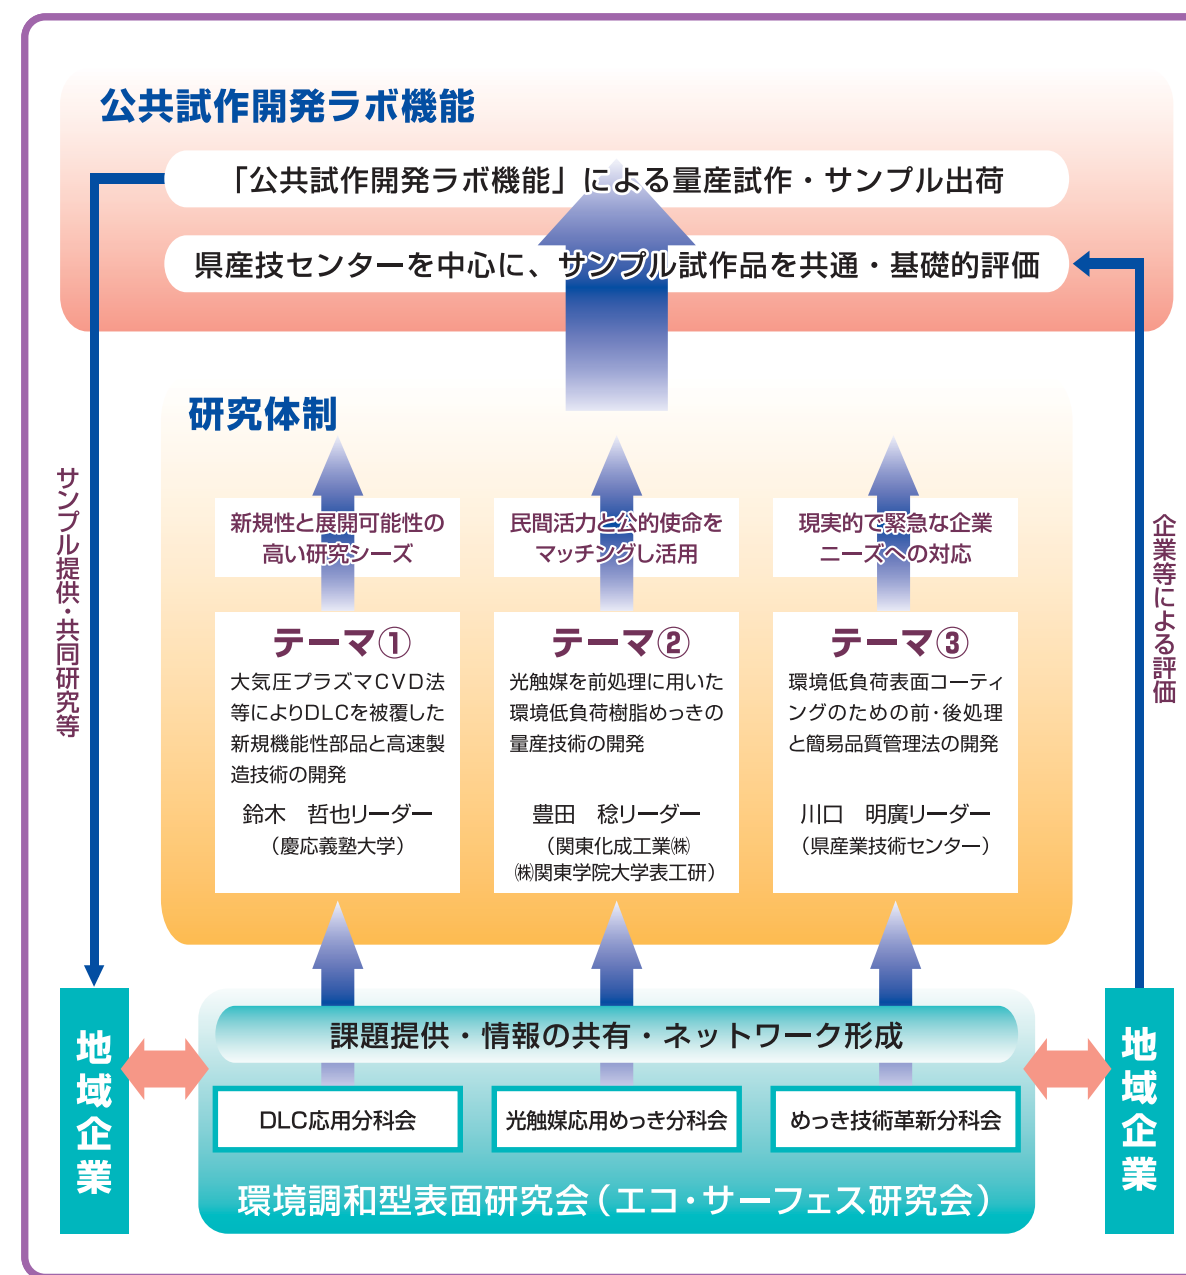 公共試作開発ラボ機能
「公共試作開発ラボ機能」による量産試作・サンプル出荷
県産技センターを中心に、サンプル試作品を共通・基礎的評価
サンプル提供・共同研究等
企業等による評価
研究体制
新規性と展開可能性の
高い研究シーズ
民間活力と公的使命を
マッチングし活用
現実的で緊急な企業
ニーズへの対応
テーマ①
大気圧プラズマCVD法
等によりDLCを被覆した
新規機能性部品と高速製
造技術の開発
鈴木　哲也リーダー
（慶応義塾大学）
テーマ②
光触媒を前処理に用いた
環境低負荷樹脂めっきの
量産技術の開発
豊田　稔リーダー
（関東化成工業㈱
㈱関東学院大学表工研）
テーマ③
環境低負荷表面コーティ
ングのための前・後処理
と簡易品質管理法の開発
川口　明廣リーダー
（県産業技術センター）
地域企業
課題提供・情報の共有・ネットワーク形成
DLC応用分科会
光触媒応用めっき分科会
めっき技術革新分科会
環境調和型表面研究会（エコ・サーフェス研究会）
地域企業